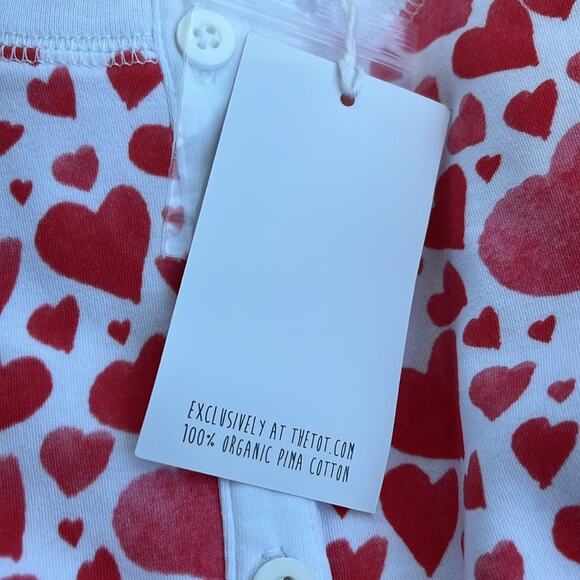 EXCLUSIVELY AT THETOT.COM
100% ORGANIC PIMA COTTON